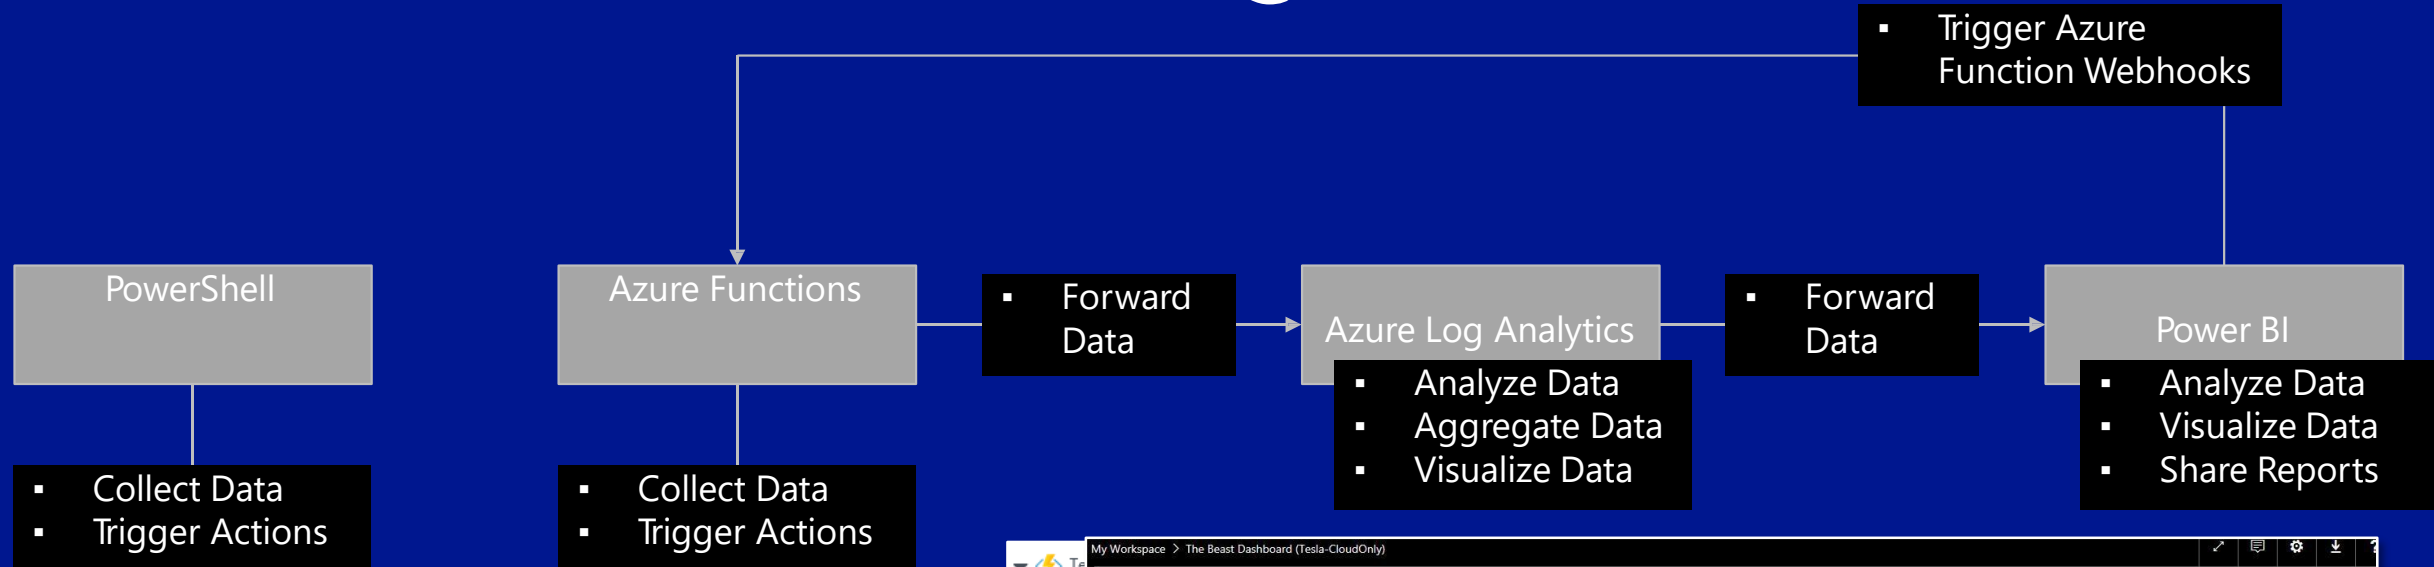 ▪ Trigger Azure
Function Webhooks
PowerShell
Azure Functions
▪ Forward
Data
Azure Log Analytics
▪ Forward
Data
Power BI
▪ Analyze Data
▪ Aggregate Data
▪ Visualize Data
▪ Analyze Data
▪ Visualize Data
▪ Share Reports
▪ Collect Data
▪ Trigger Actions
▪ Collect Data
▪ Trigger Actions
My Workspace > The Beast Dashboard (Tesla-CloudOnly)